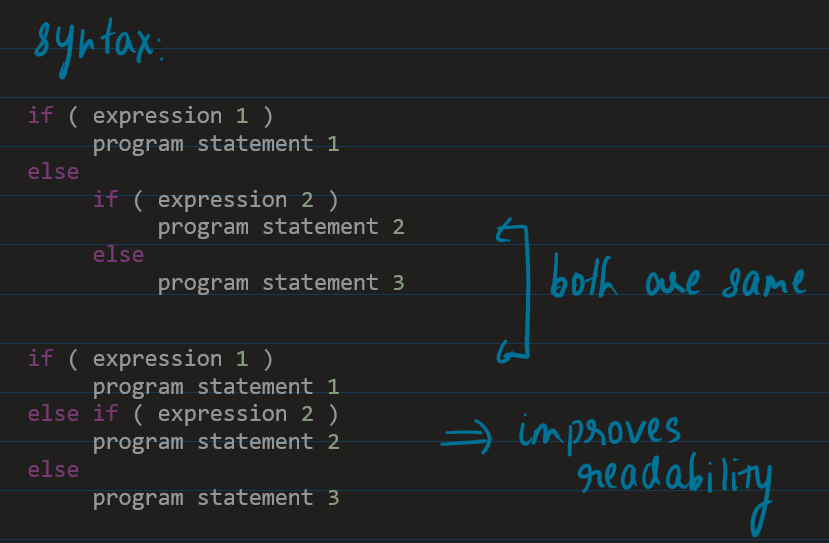 syntax:
if ( expression 1 )
program statement 1
else
if ( expression 2 )
program statement 2
else
program statement 3
both are same
if ( expression 1 )
program statement 1
else if ( expression 2 )
program statement 2
else
program statement 3
⇒ improves
readability